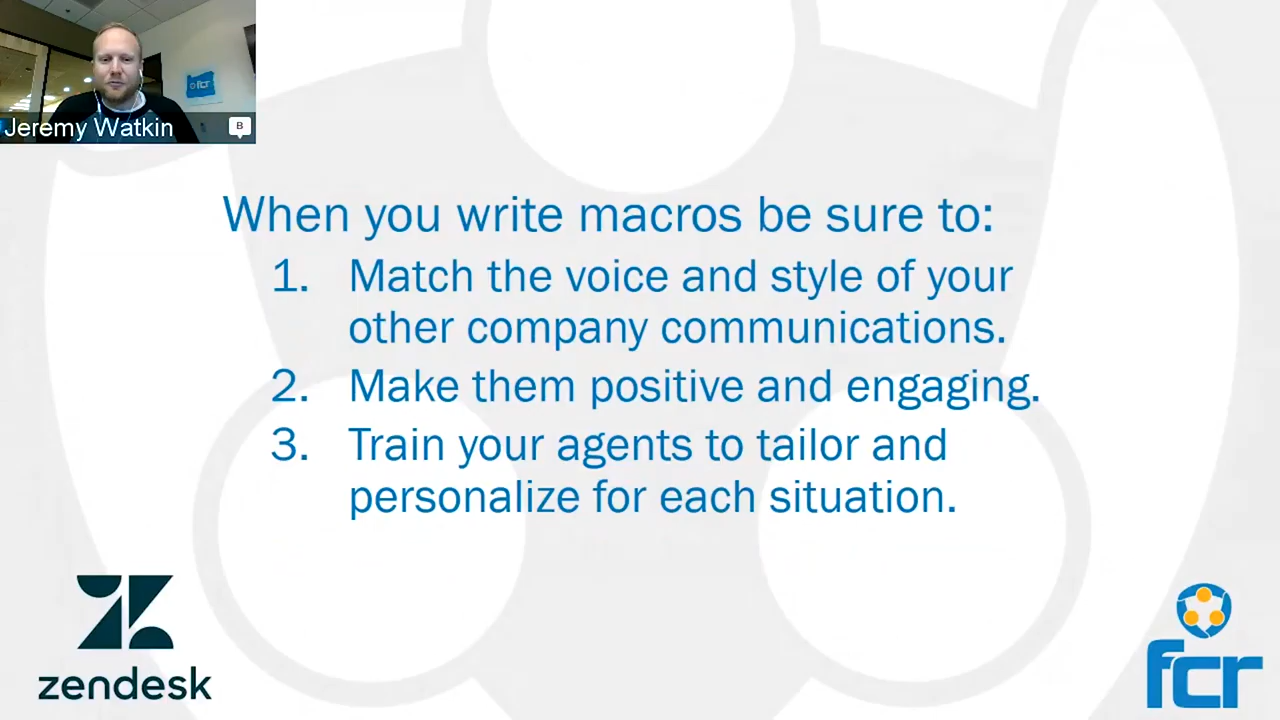 fcr
Jeremy Watkin
B
When you write macros be sure to:
1. Match the voice and style of your
other company communications.
2. Make them positive and engaging.
3. Train your agents to tailor and
personalize for each situation.
zendesk
fcr